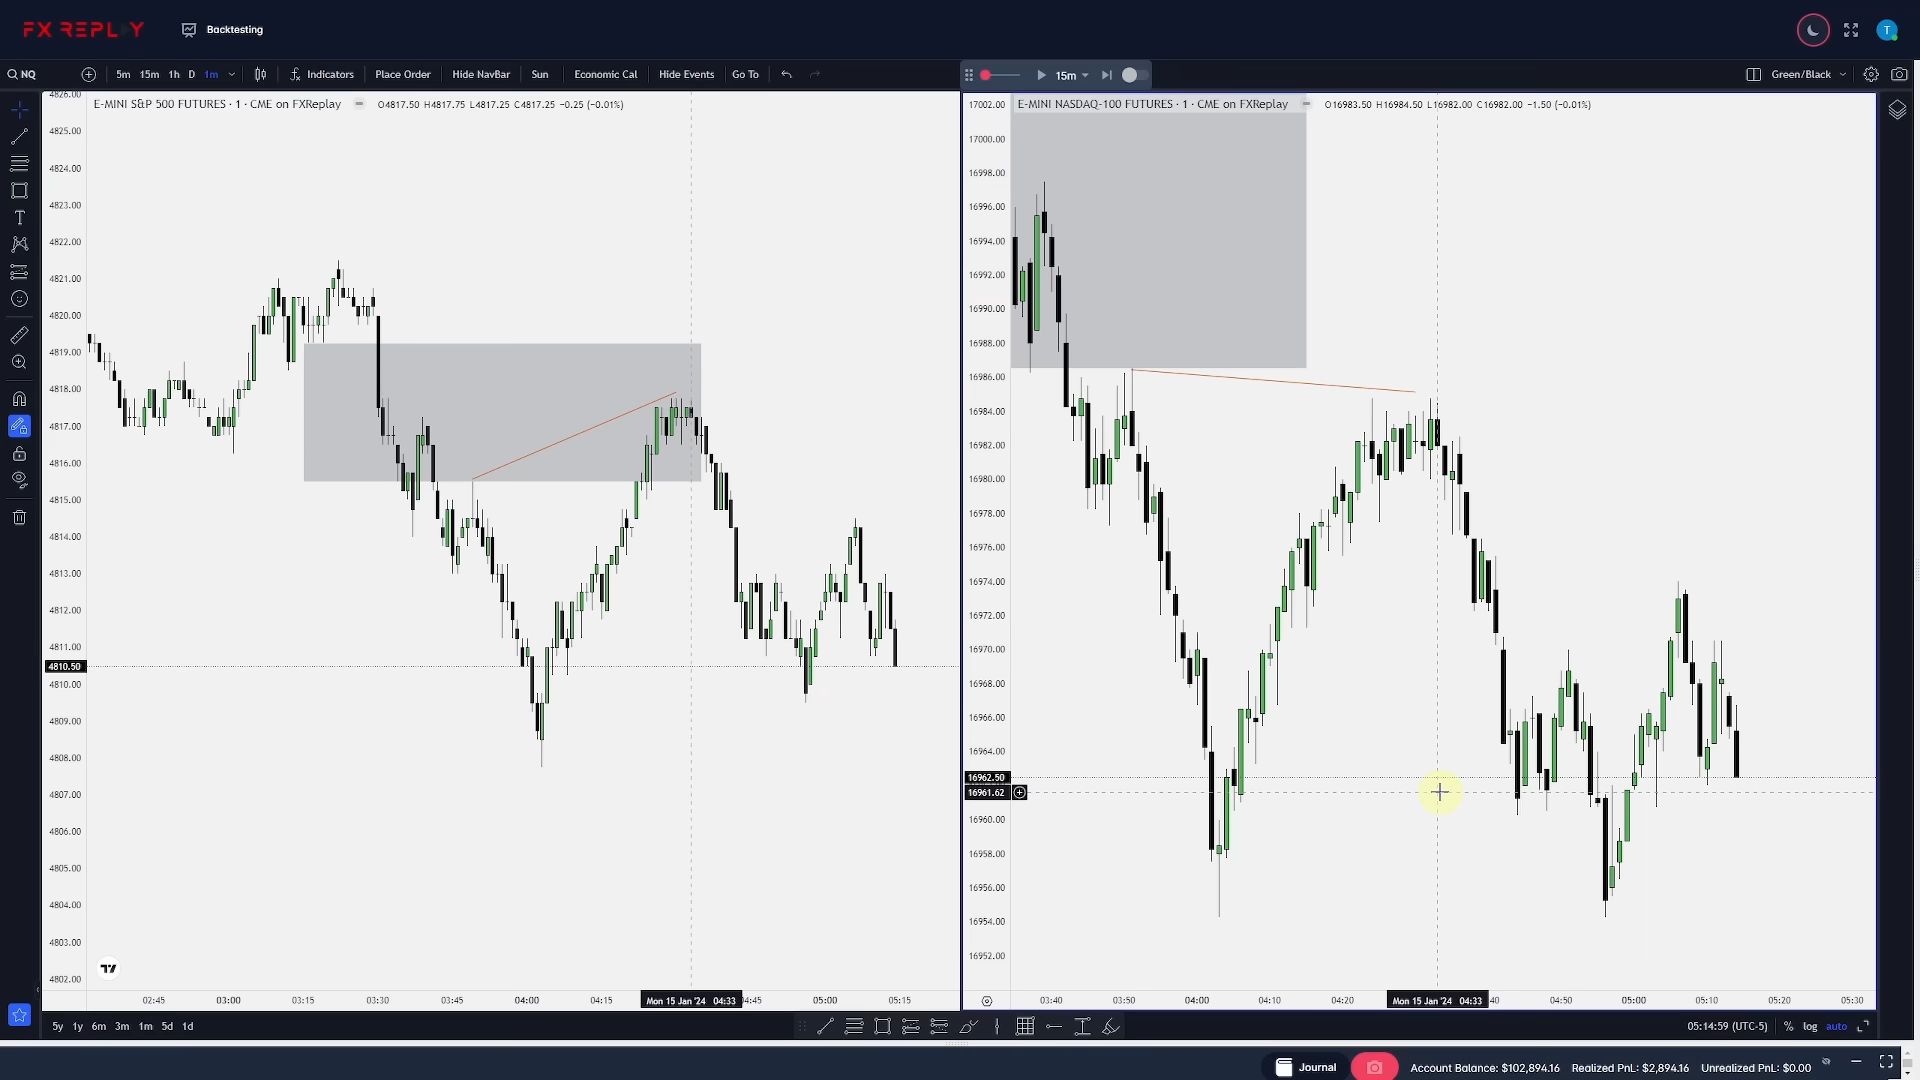 FX REPLAY
Backtesting
T
NQ
5m 15m 1h D 1m
Indicators
Place Order
Hide NavBar
Sun
Economic Cal
Hide Events
Go To
15m
Green/Black
E-MINI S&P 500 FUTURES · 1 · CME on FXReplay
O4817.50 H4817.75 L4817.25 C4817.25 −0.25 (−0.01%)
E-MINI NASDAQ-100 FUTURES · 1 · CME on FXReplay
O16983.50 H16984.50 L16982.00 C16982.00 −1.50 (−0.01%)
4826.00
4825.00
4824.00
4823.00
4822.00
4821.00
4820.00
4819.00
4818.00
4817.00
4816.00
4815.00
4814.00
4813.00
4812.00
4811.00
4810.50
4810.00
4809.00
4808.00
4807.00
4806.00
4805.00
4804.00
4803.00
4802.00
17002.00
17000.00
16998.00
16996.00
16994.00
16992.00
16990.00
16988.00
16986.00
16984.00
16982.00
16980.00
16978.00
16976.00
16974.00
16972.00
16970.00
16968.00
16966.00
16964.00
16962.50
16961.62
16960.00
16958.00
16956.00
16954.00
16952.00
02:45 03:00 03:15 03:30 03:45 04:00 04:15 Mon 15 Jan '24 04:33 04:45 05:00 05:15
03:40 03:50 04:00 04:10 04:20 Mon 15 Jan '24 04:33 40 04:50 05:00 05:10 05:20 05:30
5y 1y 6m 3m 1m 5d 1d
05:14:59 (UTC-5) % log auto
Journal
Account Balance: $102,894.16 Realized PnL: $2,894.16 Unrealized PnL: $0.00